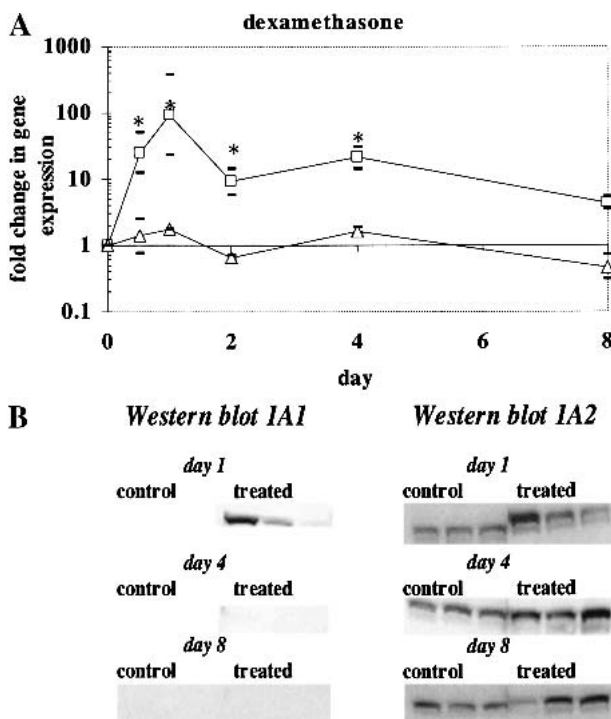 A
dexamethasone
1000
100
10
1
0.1
fold change in gene
expression
* * * *
0 2 4 6 8
day
B
Western blot 1A1
Western blot 1A2
day 1
day 1
control treated
control treated
day 4
day 4
control treated
control treated
day 8
day 8
control treated
control treated